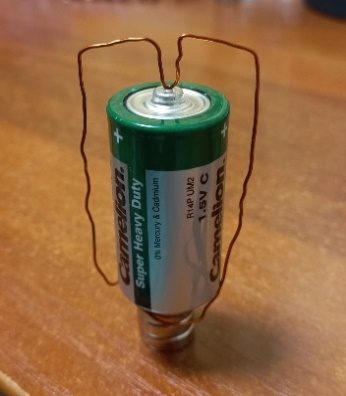 +
Camelion.
Super Heavy Duty
0% Mercury & Cadmium
R14P UM2
1.5V C
Camelion.
+